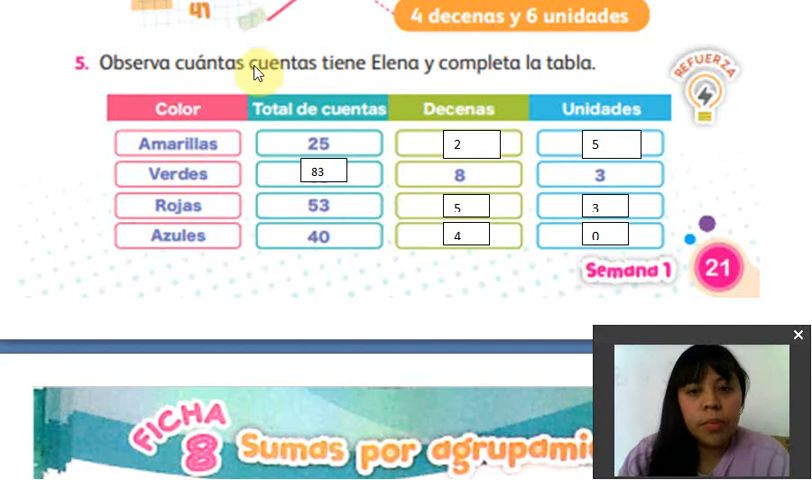 4 decenas y 6 unidades
5. Observa cuántas cuentas tiene Elena y completa la tabla.
REFUERZA
Color Total de cuentas Decenas Unidades
Amarillas 25 2 5
Verdes 83 8 3
Rojas 53 5 3
Azules 40 4 0
Semana 1 21
FICHA
8 Sumas por